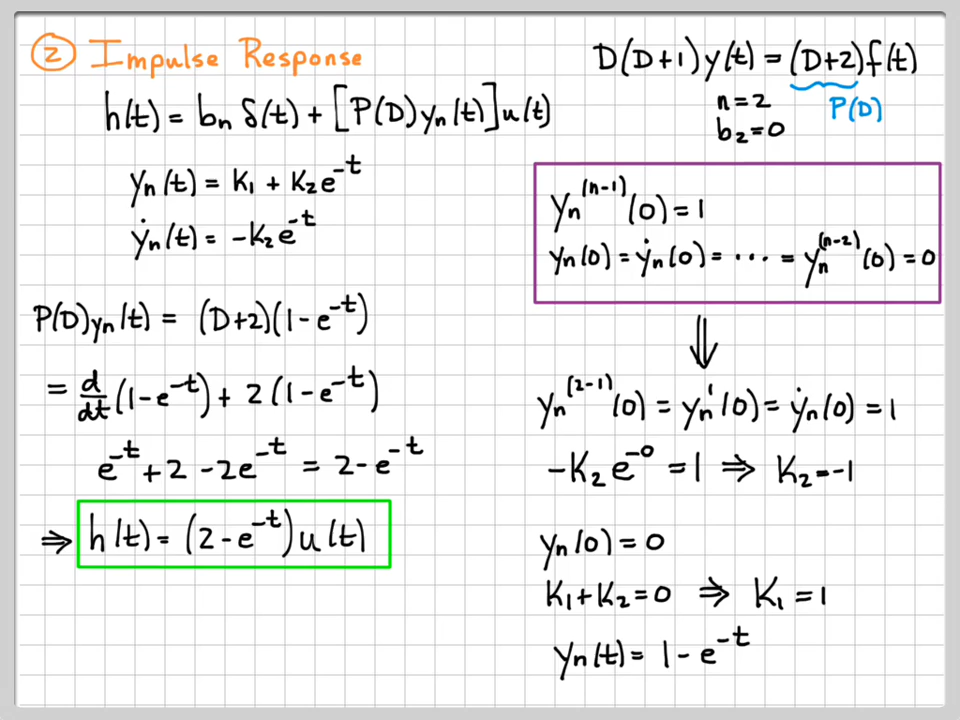 ② Impulse Response
h(t) = bₙ δ(t) + [P(D)yₙ(t)]u(t)
yₙ(t) = K₁ + K₂e^{-t}
ẏₙ(t) = -K₂e^{-t}
P(D)yₙ(t) = (D+2)(1-e^{-t})
= d/dt (1-e^{-t}) + 2(1-e^{-t})
e^{-t} + 2 - 2e^{-t} = 2-e^{-t}
⇒ h(t) = (2-e^{-t})u(t)
D(D+1)y(t) = (D+2)f(t)
n=2 P(D)
b₂=0
yₙ^{(n-1)}(0) = 1
yₙ(0) = ẏₙ(0) = ... = yₙ^{(n-2)}(0) = 0
⇓
yₙ^{(2-1)}(0) = yₙ'(0) = ẏₙ(0) = 1
-K₂e^{-0} = 1 ⇒ K₂=-1
yₙ(0) = 0
K₁+K₂=0 ⇒ K₁=1
yₙ(t) = 1-e^{-t}